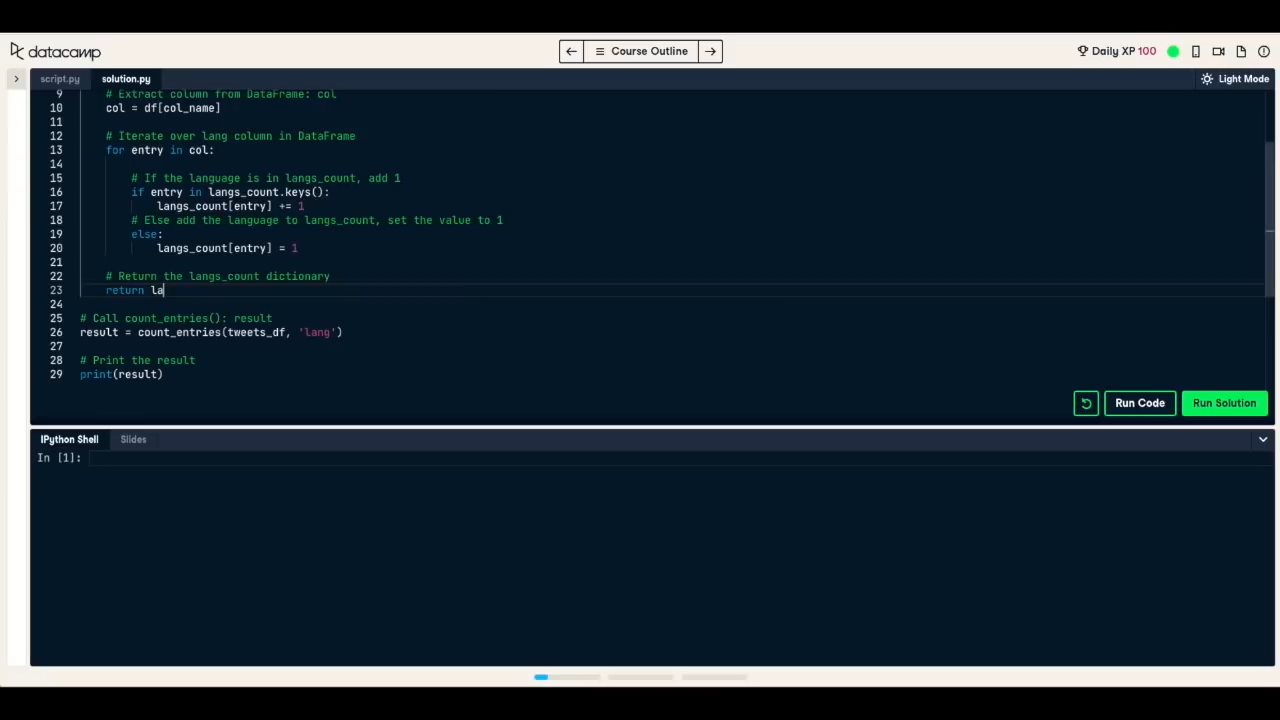 datacamp
Course Outline
Daily XP 100
script.py
solution.py
Light Mode
9 # Extract column from DataFrame: col
10 col = df[col_name]
11
12 # Iterate over lang column in DataFrame
13 for entry in col:
14
15 # If the language is in langs_count, add 1
16 if entry in langs_count.keys():
17 langs_count[entry] += 1
18 # Else add the language to langs_count, set the value to 1
19 else:
20 langs_count[entry] = 1
21
22 # Return the langs_count dictionary
23 return la
24
25 # Call count_entries(): result
26 result = count_entries(tweets_df, 'lang')
27
28 # Print the result
29 print(result)
Run Code
Run Solution
IPython Shell
Slides
In [1]: